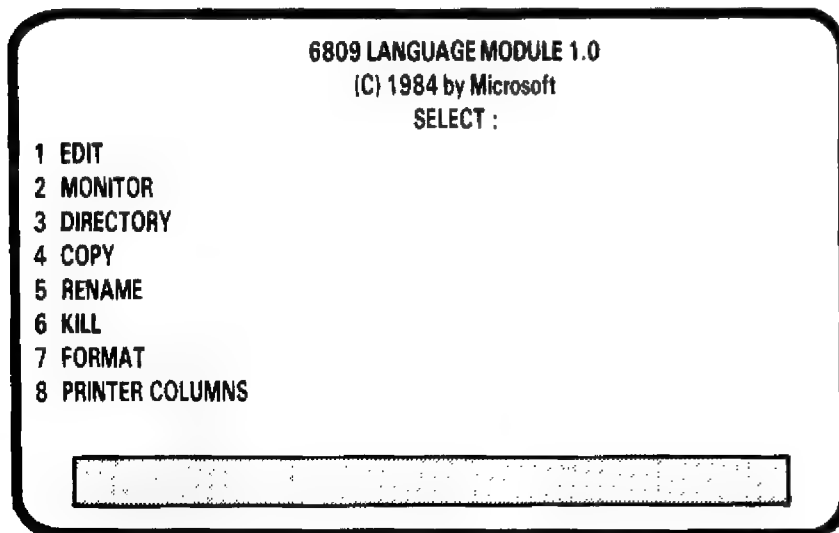 6809 LANGUAGE MODULE 1.0
(C) 1984 by Microsoft
SELECT :
1 EDIT
2 MONITOR
3 DIRECTORY
4 COPY
5 RENAME
6 KILL
7 FORMAT
8 PRINTER COLUMNS